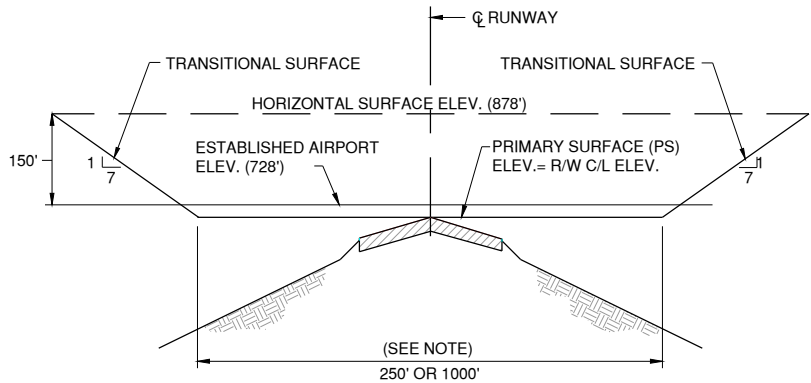 ℄ RUNWAY
TRANSITIONAL SURFACE
TRANSITIONAL SURFACE
HORIZONTAL SURFACE ELEV. (878')
ESTABLISHED AIRPORT
ELEV. (728')
PRIMARY SURFACE (PS)
ELEV.= R/W C/L ELEV.
150'
1
7
1
7
(SEE NOTE)
250' OR 1000'